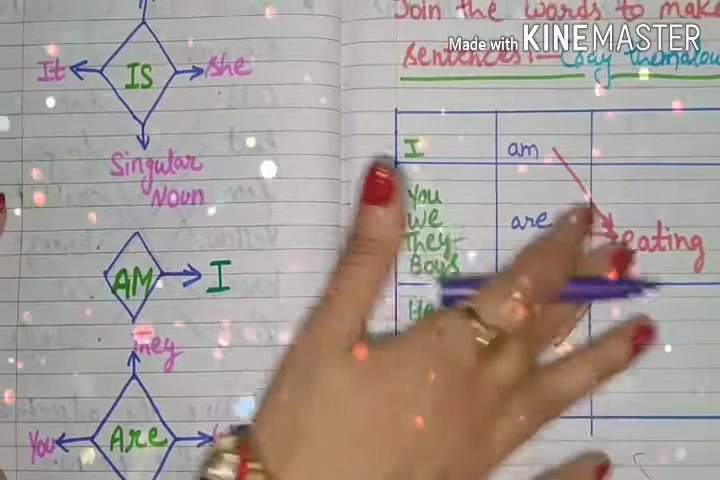 It
IS
She
Singular
Noun
AM
I
They
You
Are
Join the words to make
Made with KINEMASTER
Sentences:-
I
am
You
We
They
Boys
are
eating
He